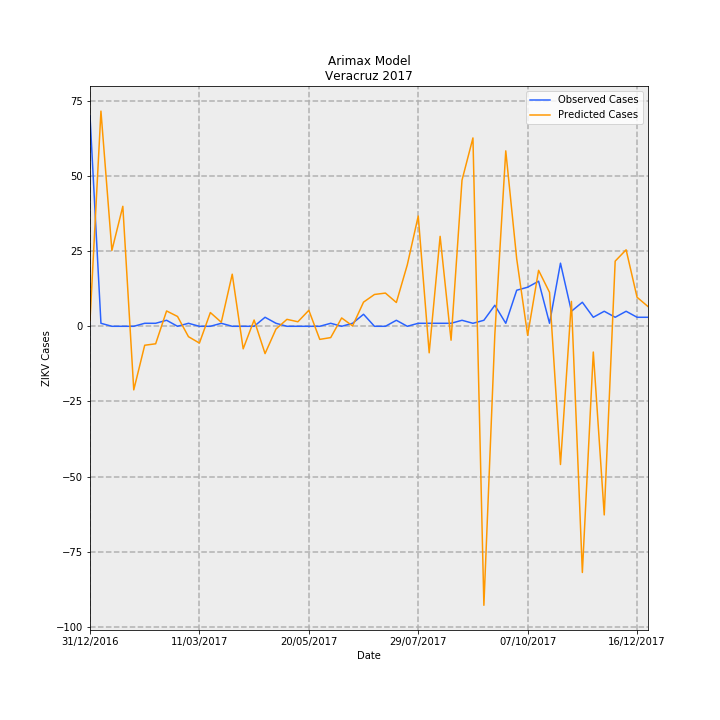 Arimax Model
Veracruz 2017
Observed Cases
Predicted Cases
ZIKV Cases
75
50
25
0
−25
−50
−75
−100
31/12/2016
11/03/2017
20/05/2017
29/07/2017
07/10/2017
16/12/2017
Date